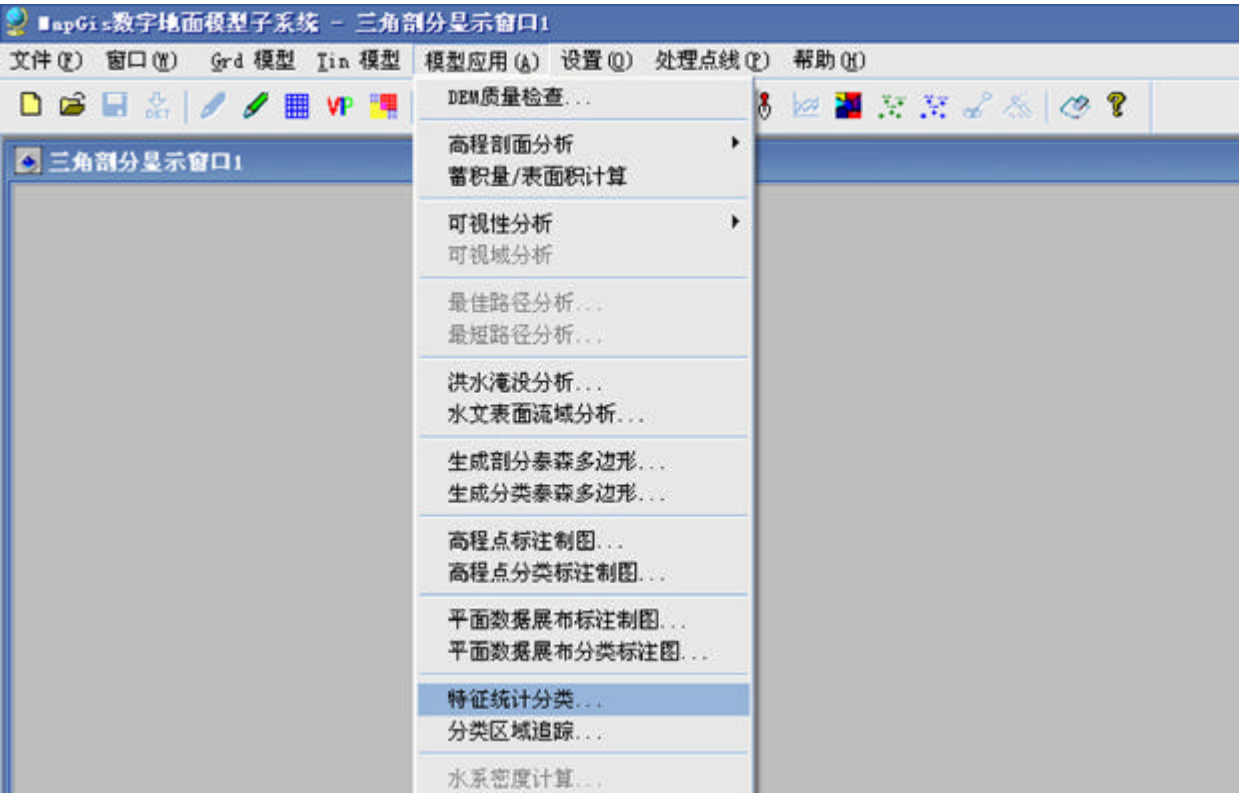 MapGis数字地面模型子系统 - 三角剖分显示窗口1
文件(F) 窗口(W) Grd 模型 Tin 模型 模型应用(A) 设置(Q) 处理点线(P) 帮助(H)
VP
DET
三角剖分显示窗口1
DEM质量检查...
高程剖面分析
蓄积量/表面积计算
可视性分析
可视域分析
最佳路径分析...
最短路径分析...
洪水淹没分析...
水文表面流域分析...
生成剖分泰森多边形...
生成分类泰森多边形...
高程点标注制图...
高程点分类标注制图...
平面数据展布标注制图...
平面数据展布分类标注图...
特征统计分类...
分类区域追踪...
水系密度计算...